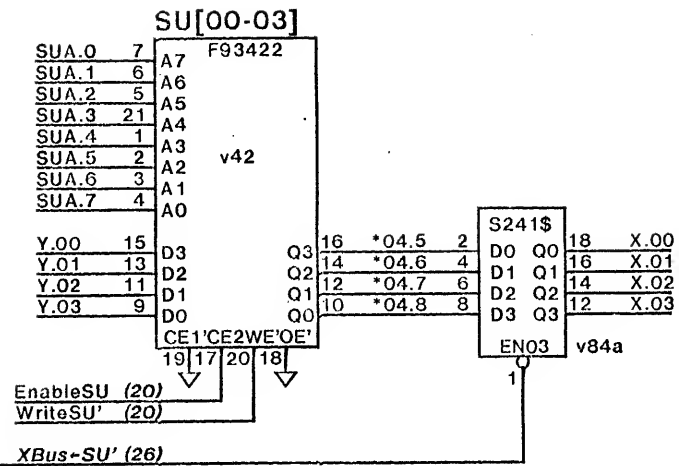 SU[00-03]
F93422
SUA.0 7 A7
SUA.1 6 A6
SUA.2 5 A5
SUA.3 21 A4
SUA.4 1 A3
SUA.5 2 A2
SUA.6 3 A1
SUA.7 4 A0
v42
S241$
Y.00 15 D3 Q3 16 *04.5 2 D0 Q0 18 X.00
Y.01 13 D2 Q2 14 *04.6 4 D1 Q1 16 X.01
Y.02 11 D1 Q1 12 *04.7 6 D2 Q2 14 X.02
Y.03 9 D0 Q0 10 *04.8 8 D3 Q3 12 X.03
CE1'CE2WE'OE'
EN03 v84a
19 17 20 18
1
EnableSU (20)
WriteSU' (20)
XBus←SU' (26)